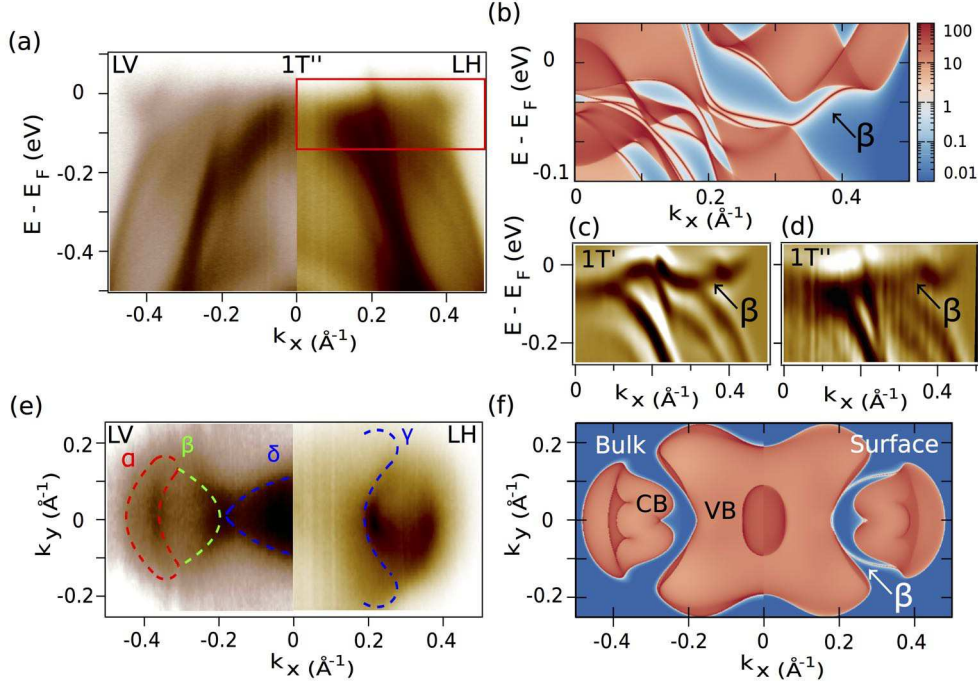 (a)
LV
1T''
LH
E - E_F (eV)
0
-0.2
-0.4
-0.4
-0.2
0
0.2
0.4
k_x (Å⁻¹)
(b)
E - E_F (eV)
0
-0.1
0
0.2
0.4
k_x (Å⁻¹)
β
100
10
1
0.1
0.01
(c)
1T'
E - E_F (eV)
0
-0.2
0
0.2
0.4
k_x (Å⁻¹)
β
(d)
1T''
0
0.2
0.4
k_x (Å⁻¹)
β
(e)
LV
LH
α
β
δ
γ
k_y (Å⁻¹)
0.2
0
-0.2
-0.4
-0.2
0
0.2
0.4
k_x (Å⁻¹)
(f)
Bulk
Surface
CB
VB
β
0.2
0
-0.2
-0.4
-0.2
0
0.2
0.4
k_x (Å⁻¹)